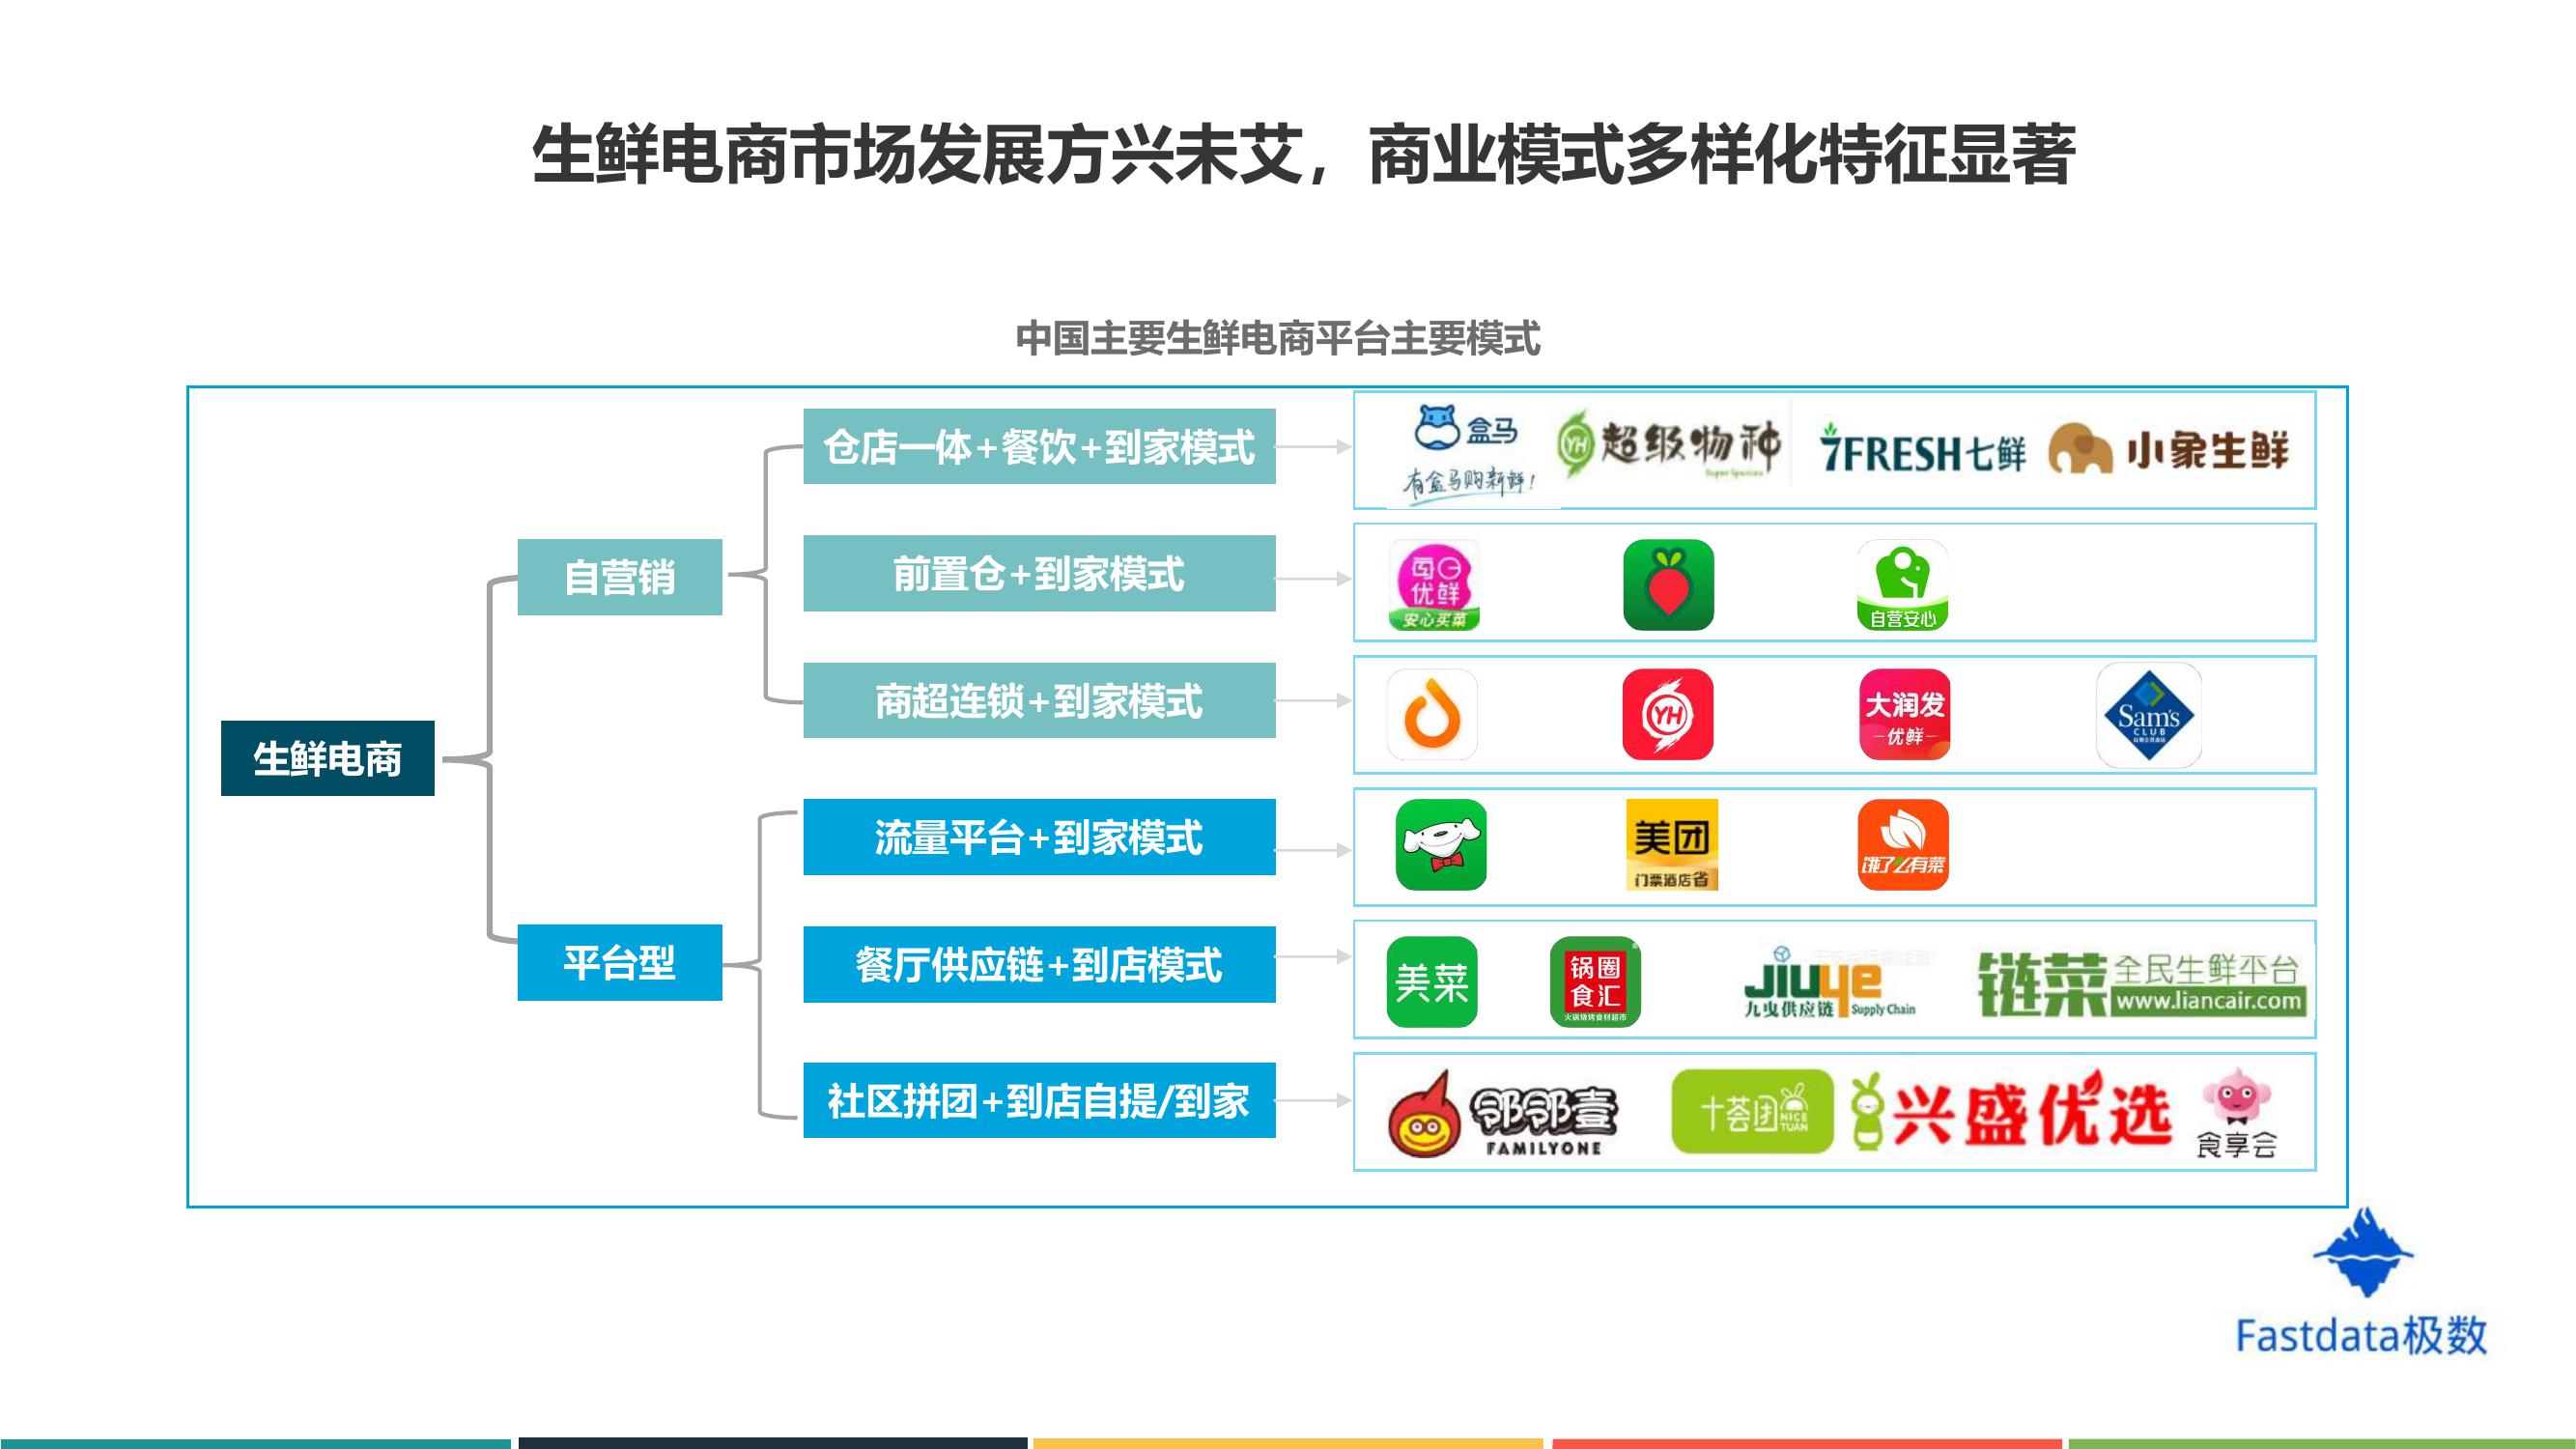 生鲜电商市场发展方兴未艾，商业模式多样化特征显著
中国主要生鲜电商平台主要模式
生鲜电商
自营销
平台型
仓店一体+餐饮+到家模式
盒马
有盒马购新鲜！
YH
超级物种
Super Species
7FRESH七鲜
小象生鲜
前置仓+到家模式
每日
优鲜
安心买菜
自营安心
商超连锁+到家模式
YH
大润发
优鲜
Sam's
CLUB
流量平台+到家模式
美团
门票酒店省
饿了么有菜
餐厅供应链+到店模式
美菜
锅圈
食汇
火锅烧烤食材超市
Jiuye
九曳供应链 Supply Chain
链菜
全民生鲜平台
www.liancair.com
社区拼团+到店自提/到家
邻邻壹
FAMILYONE
十荟团
NICE
TUAN
兴盛优选
食享会
Fastdata极数